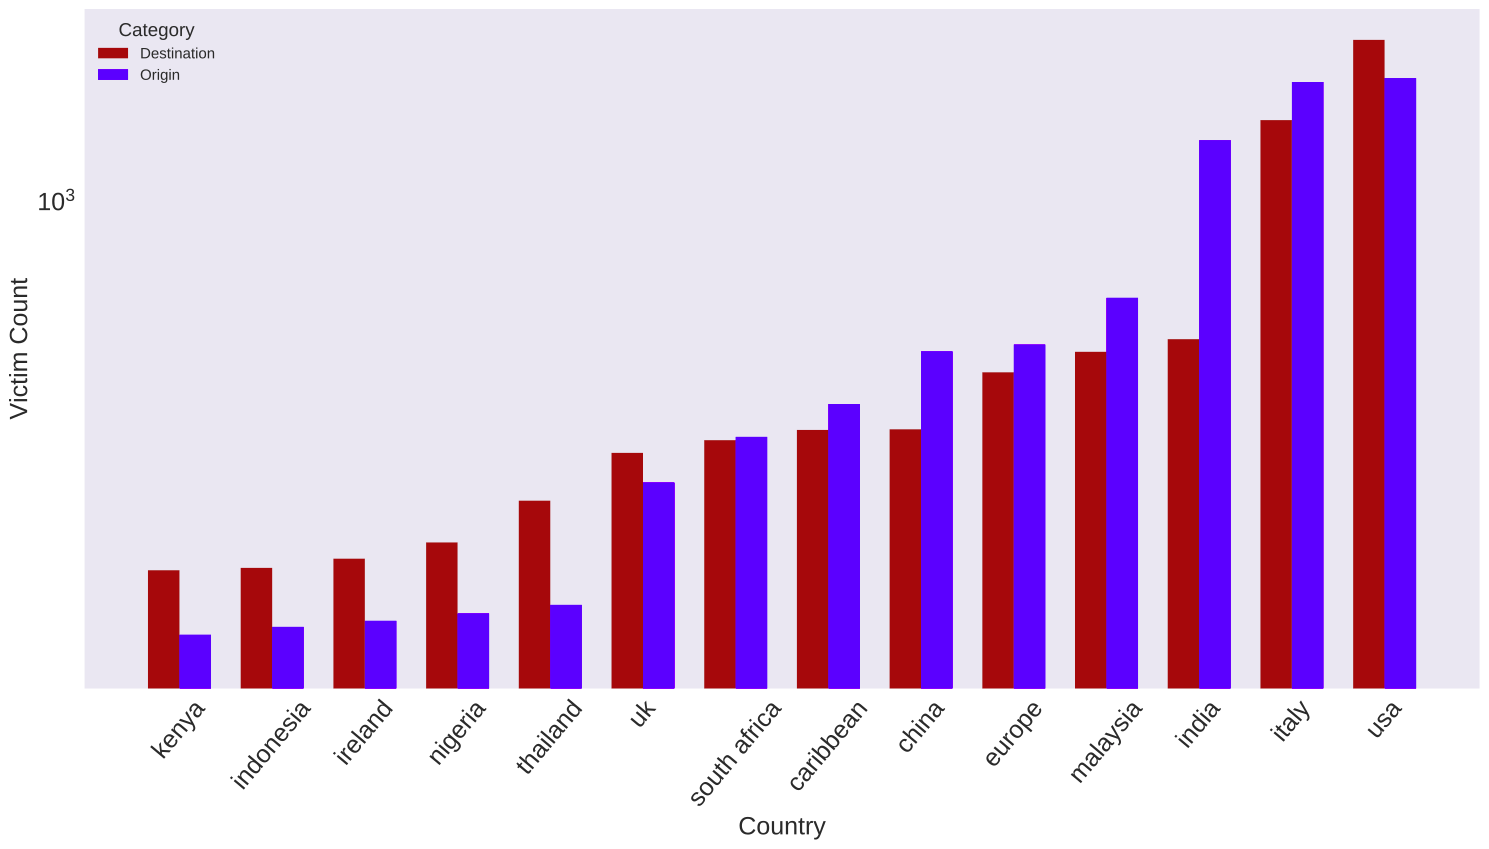 Category
Destination
Origin
10³
Victim Count
kenya
indonesia
ireland
nigeria
thailand
uk
south africa
caribbean
china
europe
malaysia
india
italy
usa
Country